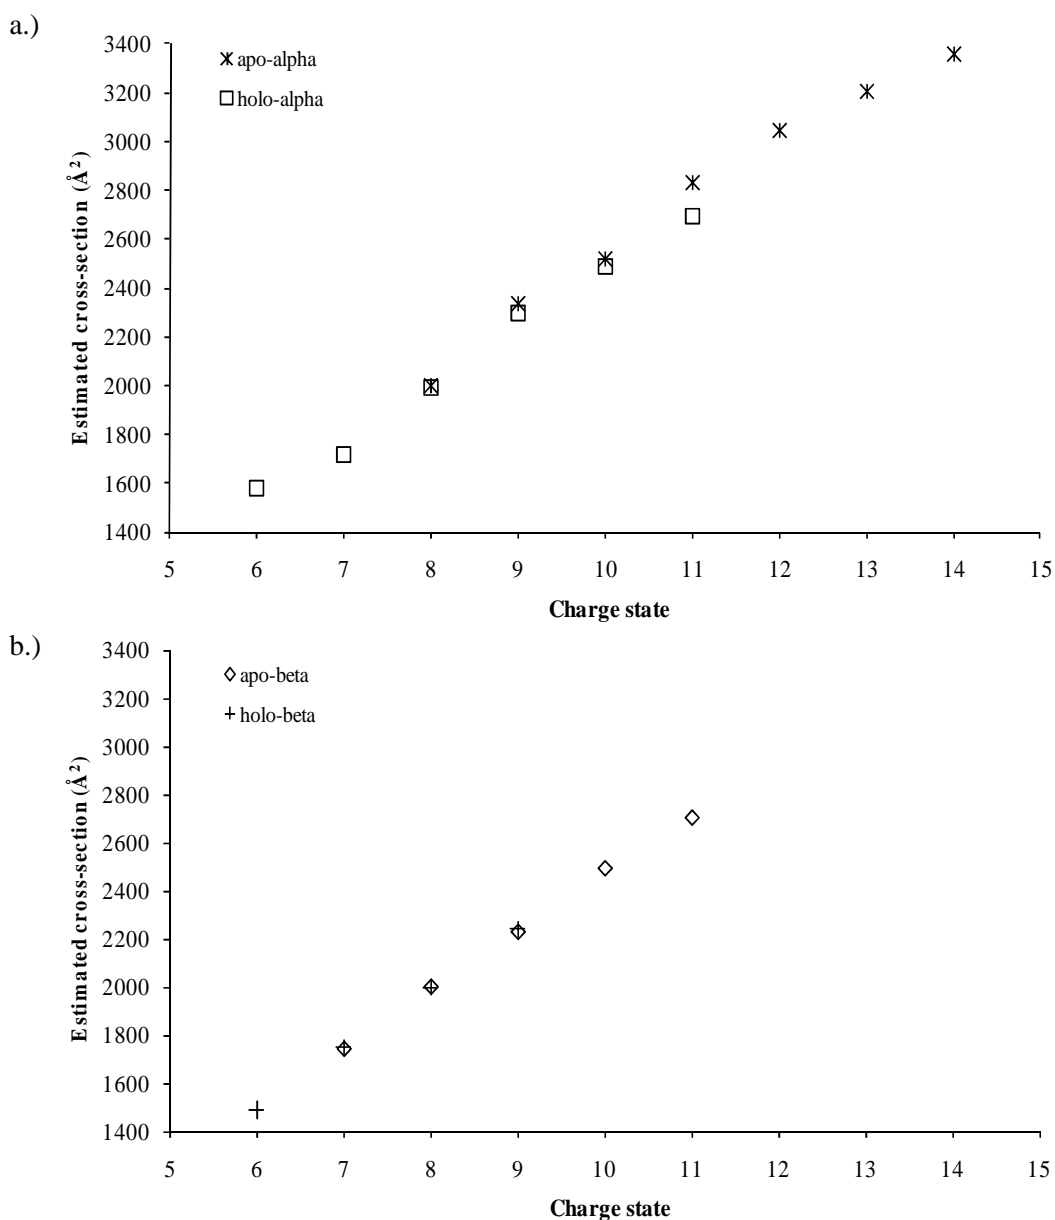 a.)
3400
3200
3000
2800
2600
2400
2200
2000
1800
1600
1400
Estimated cross-section (Å²)
apo-alpha
holo-alpha
5 6 7 8 9 10 11 12 13 14 15
Charge state
b.)
3400
3200
3000
2800
2600
2400
2200
2000
1800
1600
1400
Estimated cross-section (Å²)
apo-beta
holo-beta
5 6 7 8 9 10 11 12 13 14 15
Charge state